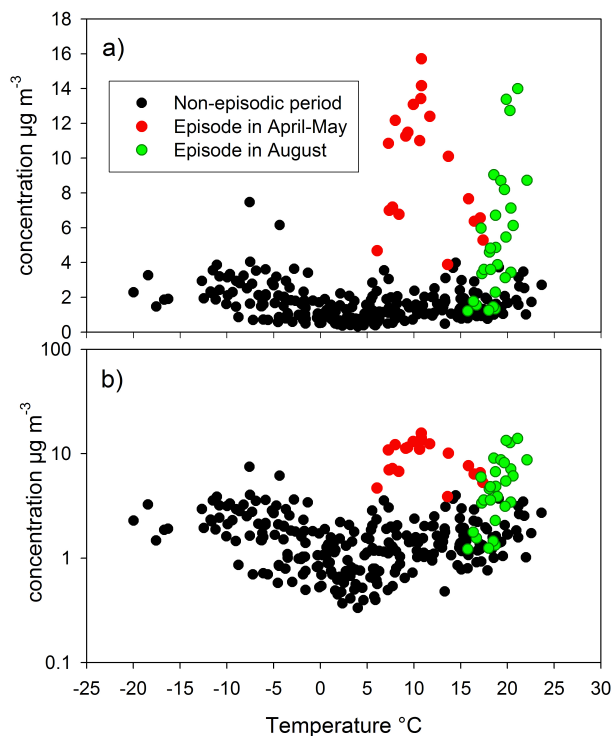 18
a)
16
14
12
10
8
6
4
2
0
concentration µg m-3
Non-episodic period
Episode in April-May
Episode in August
100
b)
10
1
0.1
concentration µg m-3
-25 -20 -15 -10 -5 0 5 10 15 20 25 30
Temperature °C